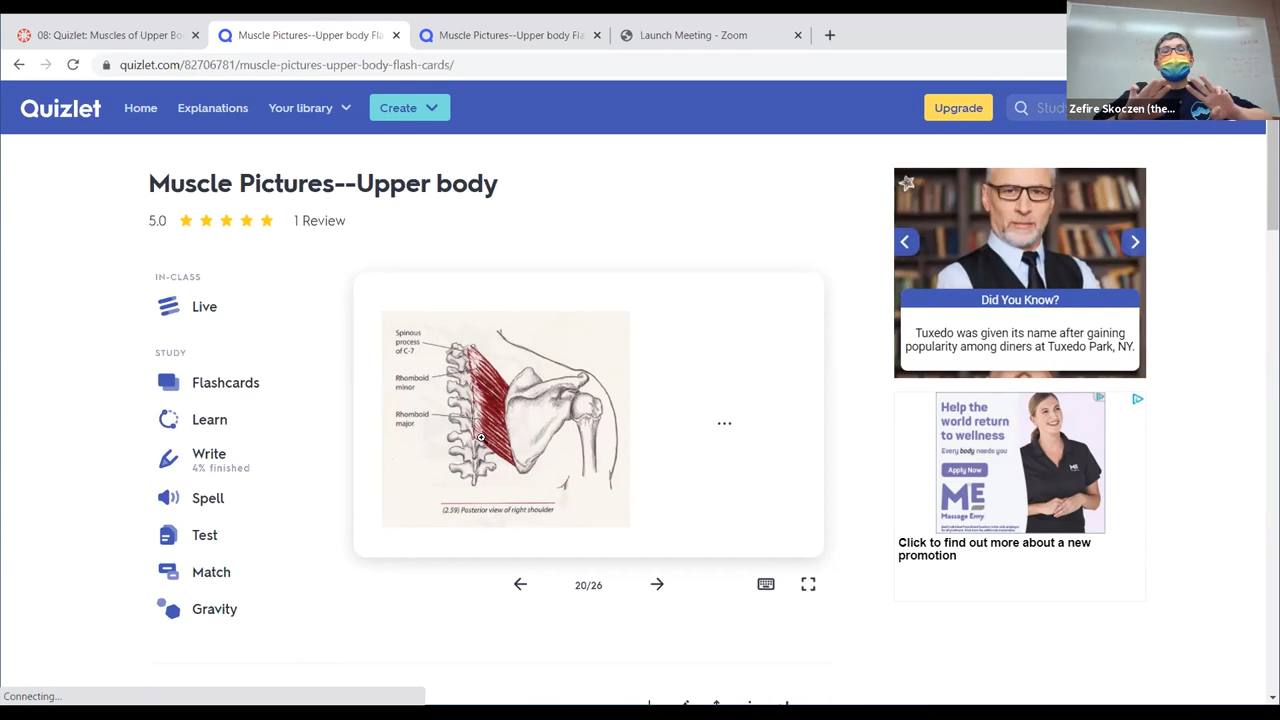 08: Quizlet: Muscles of Upper Bo
Muscle Pictures--Upper body Fla
Muscle Pictures--Upper body Fla
Launch Meeting - Zoom
quizlet.com/82706781/muscle-pictures-upper-body-flash-cards/
Zefire Skoczen (the...
Quizlet
Home
Explanations
Your library
Create
Upgrade
Stud
Muscle Pictures--Upper body
5.0
1 Review
IN-CLASS
Live
STUDY
Flashcards
Learn
Write
4% finished
Spell
Test
Match
Gravity
Spinous
process
of C-7
Rhomboid
minor
Rhomboid
major
(2.59) Posterior view of right shoulder
...
20/26
Did You Know?
Tuxedo was given its name after gaining
popularity among diners at Tuxedo Park, NY.
Help the
world return
to wellness
Every body needs you
Apply Now
ME
Massage Envy
Click to find out more about a new
promotion
Connecting...